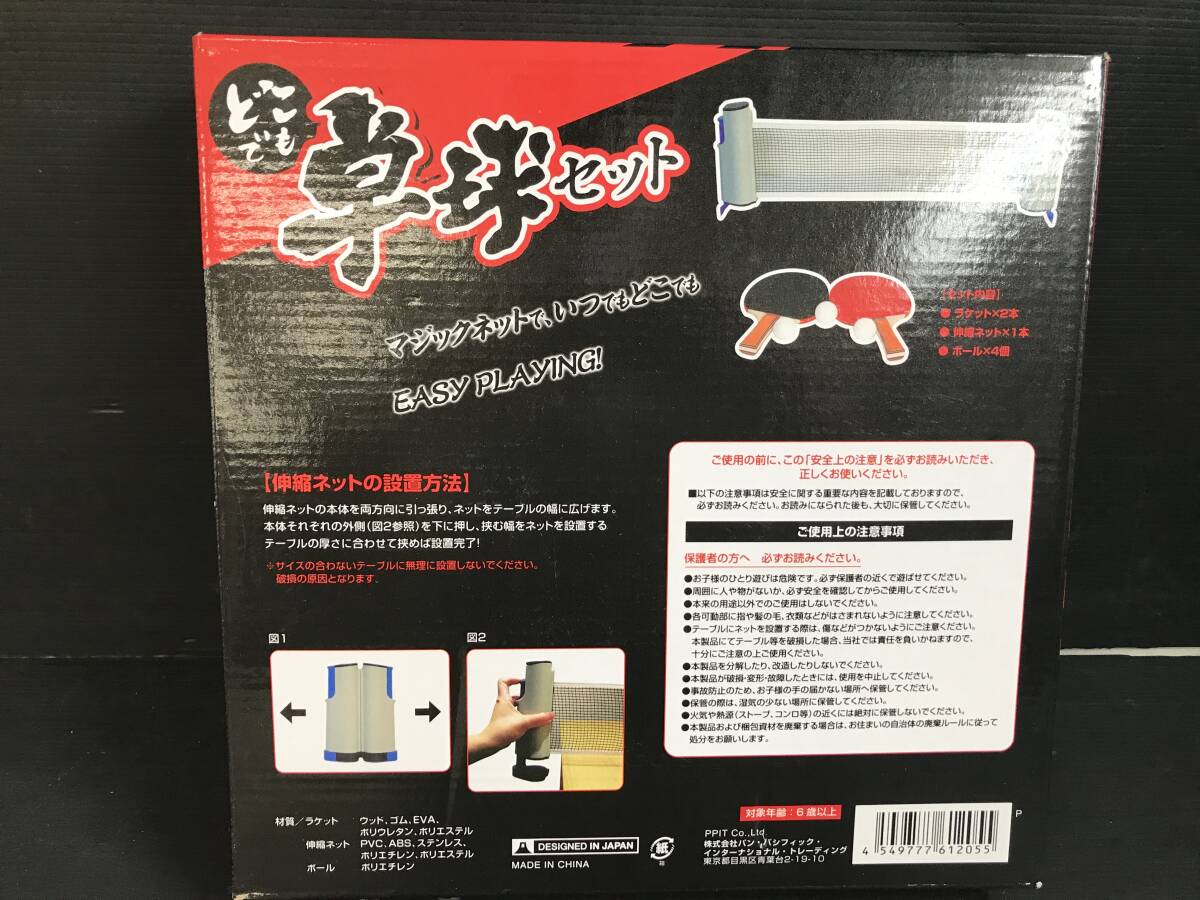 どこでも
卓球セット
マジックネットで、いつでもどこでも
EASY PLAYING!
【セット内容】
● ラケット×2本
● 伸縮ネット×1本
● ボール×4個
【伸縮ネットの設置方法】
伸縮ネットの本体を両方向に引っ張り、ネットをテーブルの幅に広げます。
本体それぞれの外側(図2参照)を下に押し、挟む幅をネットを設置する
テーブルの厚さに合わせて挟めば設置完了!
※サイズの合わないテーブルに無理に設置しないでください。
破損の原因となります。
図1
図2
ご使用の前に、この「安全上の注意」を必ずお読みいただき、
正しくお使いください。
■以下の注意事項は安全に関する重要な内容を記載しておりますので、
必ずお読みください。お読みになられた後も、大切に保管してください。
ご使用上の注意事項
保護者の方へ 必ずお読みください。
●お子様のひとり遊びは危険です。必ず保護者の近くで遊ばせてください。
●周囲に人や物がないか、必ず安全を確認してからご使用してください。
●本来の用途以外でのご使用はしないでください。
●各可動部に指や髪の毛、衣類などがはさまれないように注意してください。
●テーブルにネットを設置する際は、傷などがつかないようにご注意ください。
本製品にてテーブル等を破損した場合、当社では責任を負いかねますので、
十分にご注意の上ご使用ください。
●本製品を分解したり、改造したりしないでください。
●本製品が破損・変形・故障したときには、使用を中止してください。
●事故防止のため、お子様の手の届かない場所へ保管してください。
●保管の際は、湿気の少ない場所に保管してください。
●火気や熱源(ストーブ、コンロ等)の近くには絶対に保管しないでください。
●本製品および梱包資材を廃棄する場合は、お住まいの自治体の廃棄ルールに従って
処分をお願いします。
材質/ラケット ウッド、ゴム、EVA、
ポリウレタン、ポリエステル
伸縮ネット PVC、ABS、ステンレス、
ポリエチレン、ポリエステル
ボール ポリエチレン
DESIGNED IN JAPAN
MADE IN CHINA
紙
箱
対象年齢:6歳以上
PPIT Co.,Ltd.
株式会社パン・パシフィック・
インターナショナル・トレーディング
東京都目黒区青葉台2-19-10
4 549777 612055
P